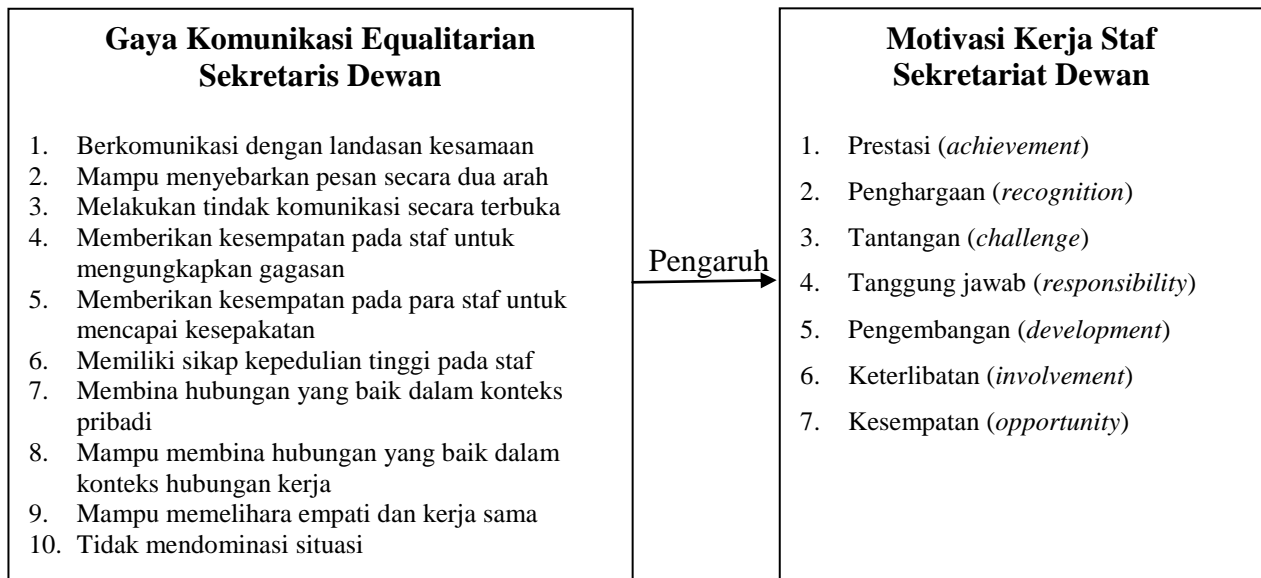 Gaya Komunikasi Equalitarian
Sekretaris Dewan
1. Berkomunikasi dengan landasan kesamaan
2. Mampu menyebarkan pesan secara dua arah
3. Melakukan tindak komunikasi secara terbuka
4. Memberikan kesempatan pada staf untuk
mengungkapkan gagasan
5. Memberikan kesempatan pada para staf untuk
mencapai kesepakatan
6. Memiliki sikap kepedulian tinggi pada staf
7. Membina hubungan yang baik dalam konteks
pribadi
8. Mampu membina hubungan yang baik dalam
konteks hubungan kerja
9. Mampu memelihara empati dan kerja sama
10. Tidak mendominasi situasi
Pengaruh
Motivasi Kerja Staf
Sekretariat Dewan
1. Prestasi (achievement)
2. Penghargaan (recognition)
3. Tantangan (challenge)
4. Tanggung jawab (responsibility)
5. Pengembangan (development)
6. Keterlibatan (involvement)
7. Kesempatan (opportunity)